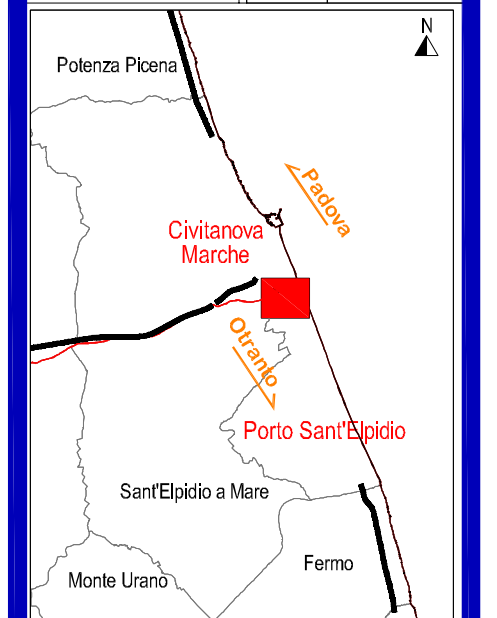 N
Potenza Picena
Padova
Civitanova
Marche
Otranto
Porto Sant'Elpidio
Sant'Elpidio a Mare
Fermo
Monte Urano